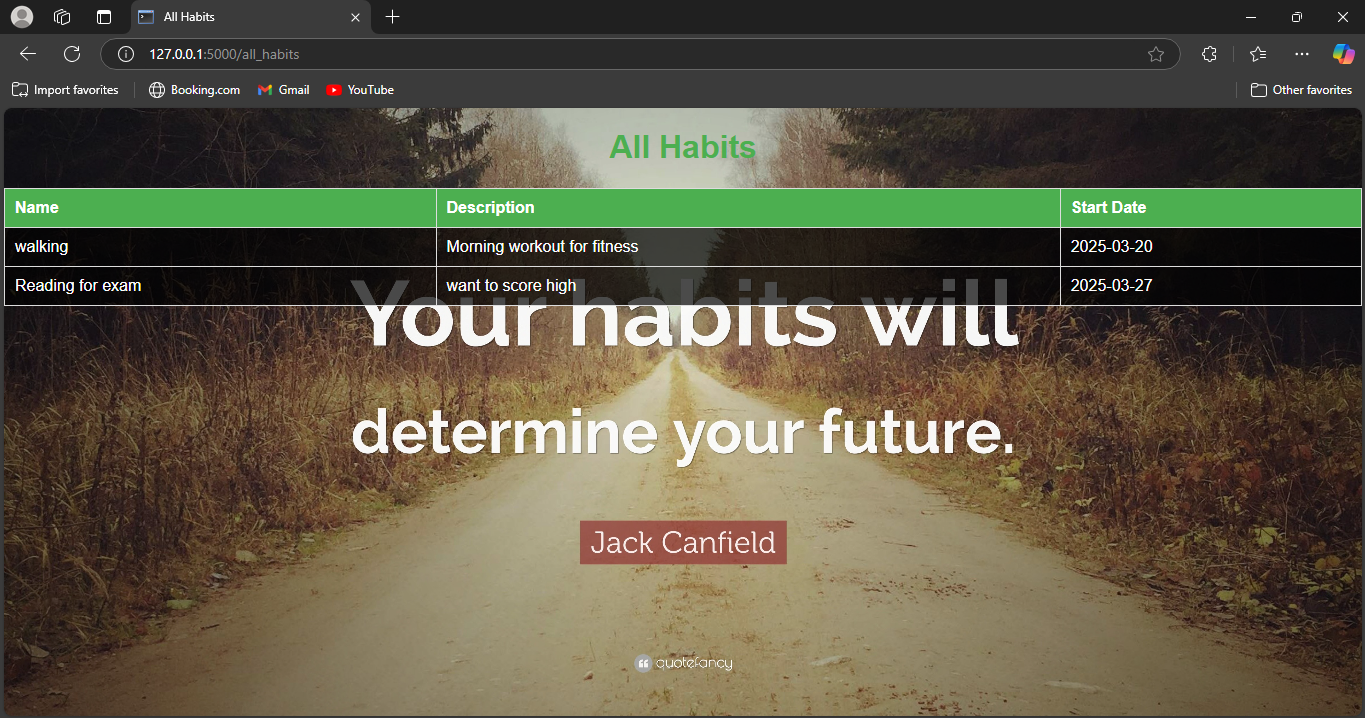 All Habits
127.0.0.1:5000/all_habits
Import favorites Booking.com Gmail YouTube Other favorites
All Habits
Name Description Start Date
walking Morning workout for fitness 2025-03-20
Reading for exam want to score high 2025-03-27
Your habits will
determine your future.
Jack Canfield
quotefancy